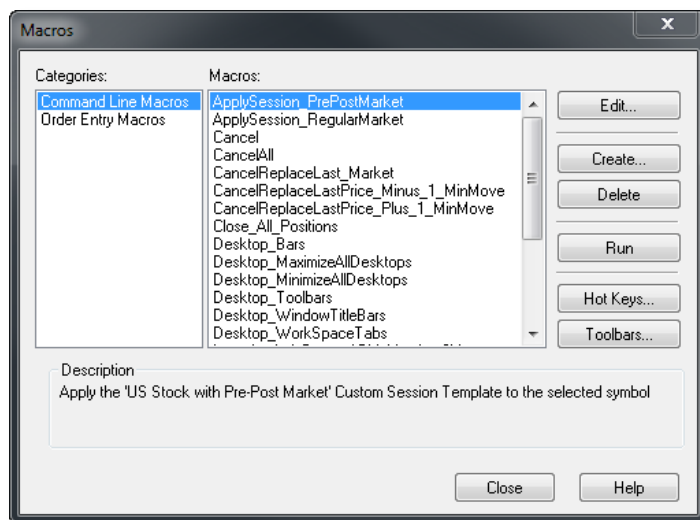 Macros
x
Categories:
Macros:
Command Line Macros
Order Entry Macros
ApplySession_PrePostMarket
ApplySession_RegularMarket
Cancel
CancelAll
CancelReplaceLast_Market
CancelReplaceLastPrice_Minus_1_MinMove
CancelReplaceLastPrice_Plus_1_MinMove
Close_All_Positions
Desktop_Bars
Desktop_MaximizeAllDesktops
Desktop_MinimizeAllDesktops
Desktop_Toolbars
Desktop_WindowTitleBars
Desktop_WorkSpaceTabs
Edit...
Create...
Delete
Run
Hot Keys...
Toolbars...
Description
Apply the 'US Stock with Pre-Post Market' Custom Session Template to the selected symbol
Close
Help